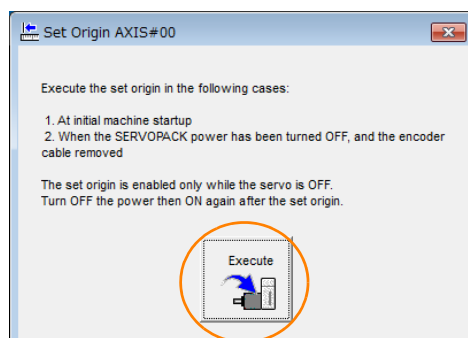 Set Origin AXIS#00
Execute the set origin in the following cases:
1. At initial machine startup
2. When the SERVOPACK power has been turned OFF, and the encoder
cable removed
The set origin is enabled only while the servo is OFF.
Turn OFF the power then ON again after the set origin.
Execute